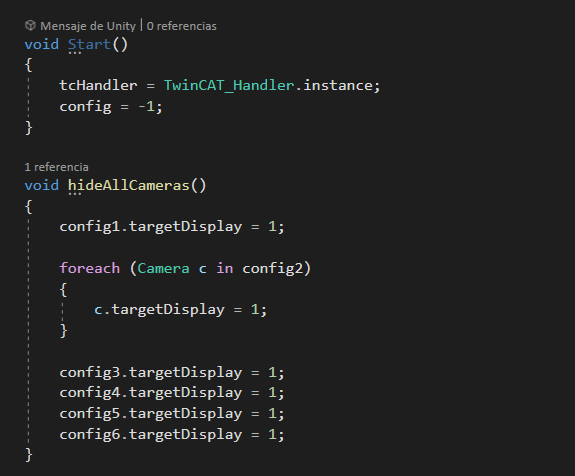 Mensaje de Unity | 0 referencias
void Start()
{
    tcHandler = TwinCAT_Handler.instance;
    config = -1;
}
1 referencia
void hideAllCameras()
{
    config1.targetDisplay = 1;
    foreach (Camera c in config2)
    {
        c.targetDisplay = 1;
    }
    config3.targetDisplay = 1;
    config4.targetDisplay = 1;
    config5.targetDisplay = 1;
    config6.targetDisplay = 1;
}